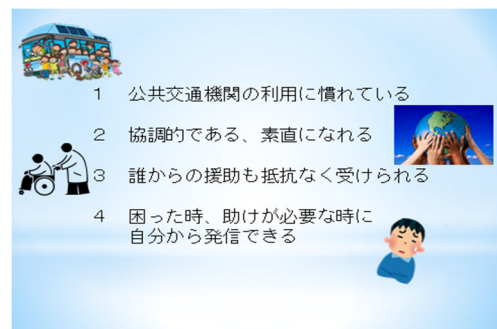 1 公共交通機関の利用に慣れている
2 協調的である、素直になれる
3 誰からの援助も抵抗なく受けられる
4 困った時、助けが必要な時に
自分から発信できる